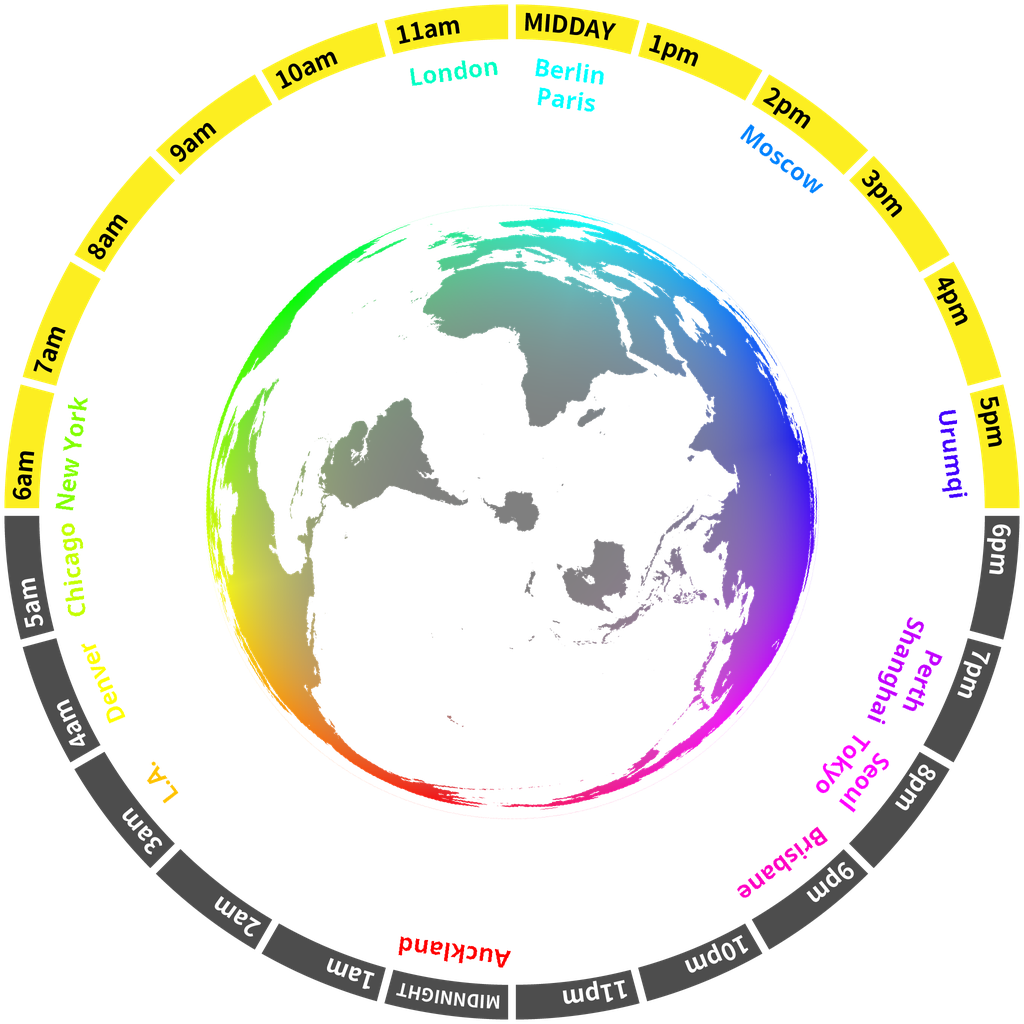 MIDDAY
1pm
2pm
3pm
4pm
5pm
6pm
7pm
8pm
9pm
10pm
11pm
MIDNNIGHT
1am
2am
3am
4am
5am
6am
7am
8am
9am
10am
11am
London
Berlin
Paris
Moscow
Urumqi
Perth
Shanghai
Seoul
Tokyo
Brisbane
Auckland
L.A.
Denver
Chicago
New York